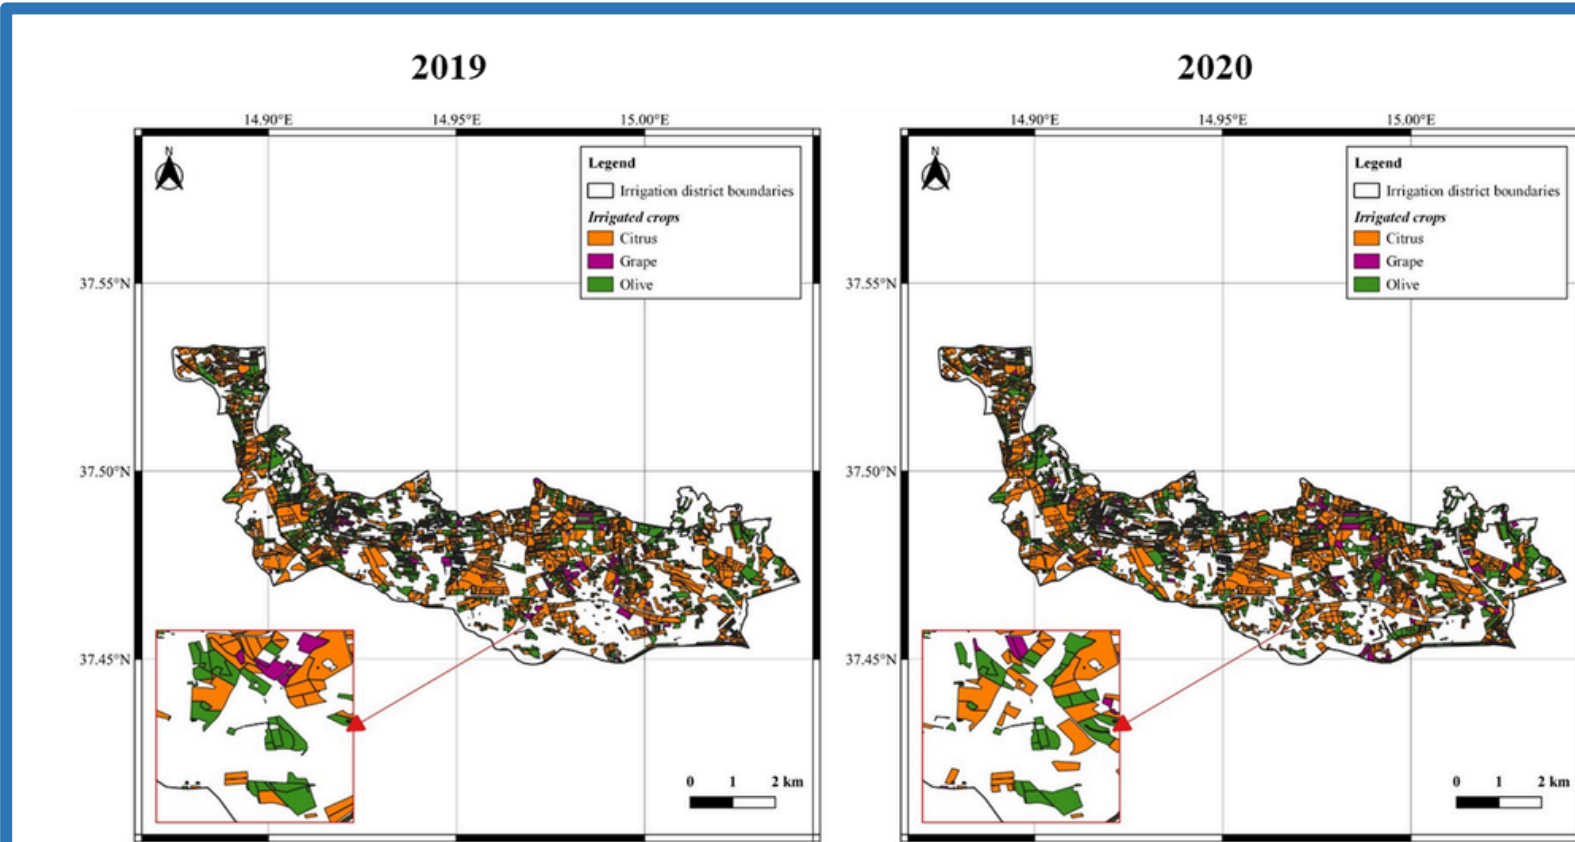 2019
14.90°E 14.95°E 15.00°E
N
Legend
Irrigation district boundaries
Irrigated crops
Citrus
Grape
Olive
37.55°N
37.50°N
37.45°N
0 1 2 km
2020
14.90°E 14.95°E 15.00°E
N
Legend
Irrigation district boundaries
Irrigated crops
Citrus
Grape
Olive
37.55°N
37.50°N
37.45°N
0 1 2 km